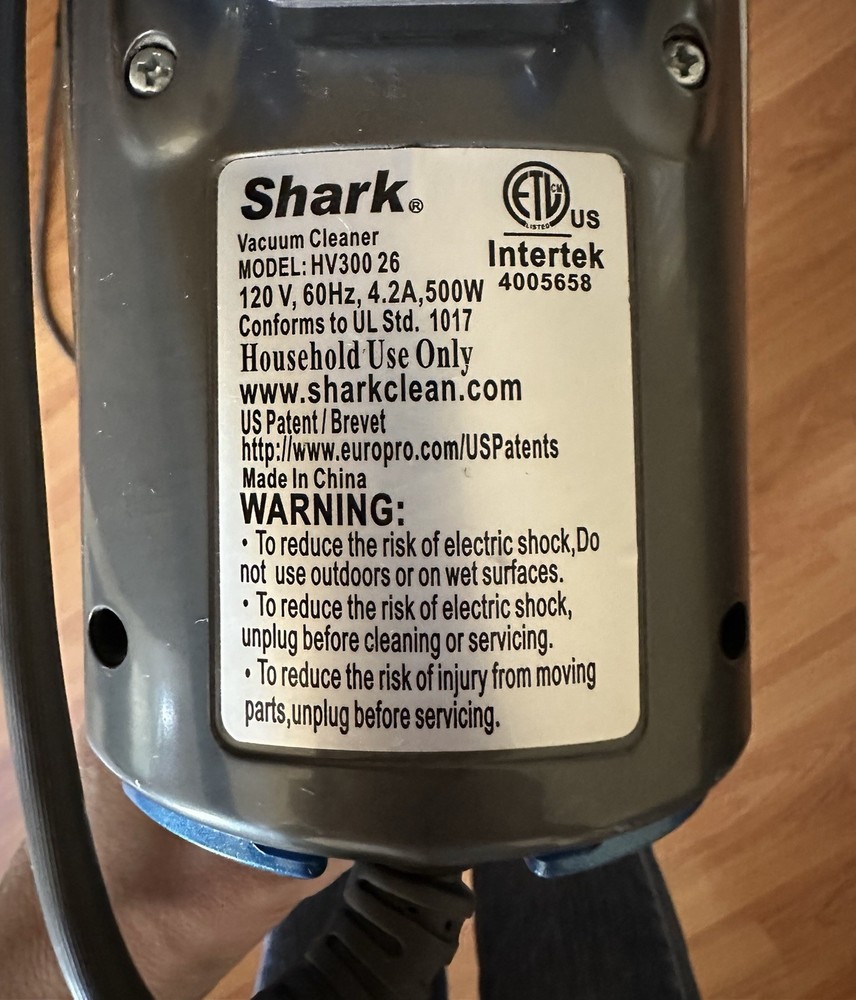 Shark®
ETL CM
LISTED
US
Intertek
4005658
Vacuum Cleaner
MODEL: HV300 26
120 V, 60Hz, 4.2A,500W
Conforms to UL Std. 1017
Household Use Only
www.sharkclean.com
US Patent / Brevet
http://www.europro.com/USPatents
Made In China
WARNING:
• To reduce the risk of electric shock,Do
not use outdoors or on wet surfaces.
• To reduce the risk of electric shock,
unplug before cleaning or servicing.
• To reduce the risk of injury from moving
parts,unplug before servicing.